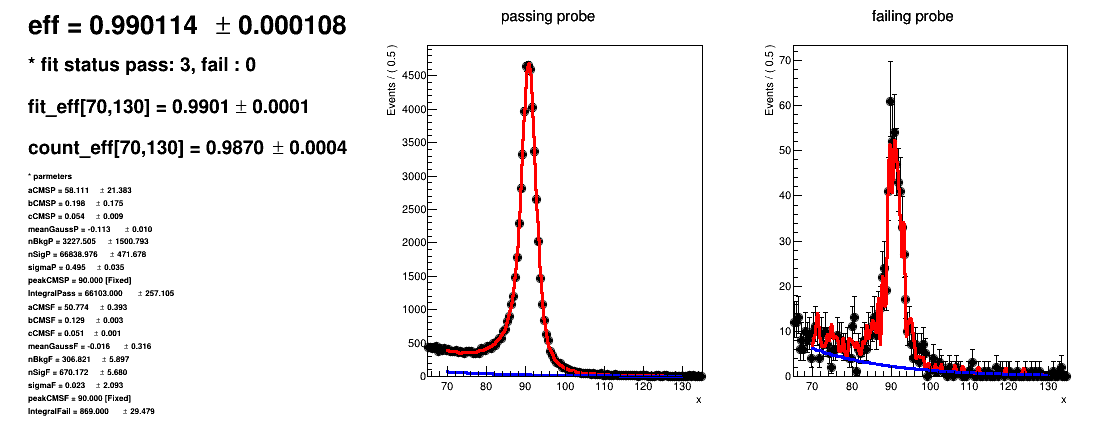 eff = 0.990114 ± 0.000108
* fit status pass: 3, fail : 0
fit_eff[70,130] = 0.9901 ± 0.0001
count_eff[70,130] = 0.9870 ± 0.0004
* parmeters
aCMSP = 58.111 ± 21.383
bCMSP = 0.198 ± 0.175
cCMSP = 0.054 ± 0.009
meanGaussP = -0.113 ± 0.010
nBkgP = 3227.505 ± 1500.793
nSigP = 66838.976 ± 471.678
sigmaP = 0.495 ± 0.035
peakCMSP = 90.000 [Fixed]
IntegralPass = 66103.000 ± 257.105
aCMSF = 50.774 ± 0.393
bCMSF = 0.129 ± 0.003
cCMSF = 0.051 ± 0.001
meanGaussF = -0.016 ± 0.316
nBkgF = 306.821 ± 5.897
nSigF = 670.172 ± 5.680
sigmaF = 0.023 ± 2.093
peakCMSF = 90.000 [Fixed]
IntegralFail = 869.000 ± 29.479
passing probe
Events / ( 0.5 )
4500
4000
3500
3000
2500
2000
1500
1000
500
0
70 80 90 100 110 120 130
x
failing probe
Events / ( 0.5 )
70
60
50
40
30
20
10
0
70 80 90 100 110 120 130
x